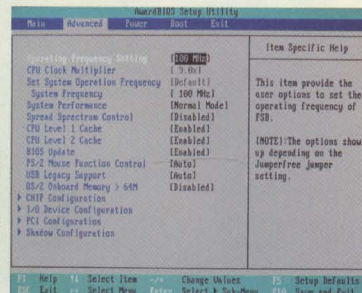 AwardBIOS Setup Utility
Main Advanced Power Boot Exit
Operating Frequency Setting [100 MHz]
CPU Clock Multiplier [ 9.0x]
Set System Operation Frequency [Default]
System Frequency [ 100 MHz]
System Performance [Normal Mode]
Spread Spectrum Control [Disabled]
CPU Level 1 Cache [Enabled]
CPU Level 2 Cache [Enabled]
BIOS Update [Enabled]
PS/2 Mouse Function Control [Auto]
USB Legacy Support [Auto]
OS/2 Onboard Memory > 64M [Disabled]
CHIP Configuration
I/O Device Configuration
PCI Configuration
Shadow Configuration
Item Specific Help
This item provide the
user options to set the
operating frequency of
FSB.
[NOTE]:The options show
up depending on the
Jumperfree jumper
setting.
F1 Help ↑↓ Select Item -/+ Change Values F5 Setup Defaults
ESC Exit ↔ Select Menu Enter Select ▶ Sub-Menu F10 Save and Exit